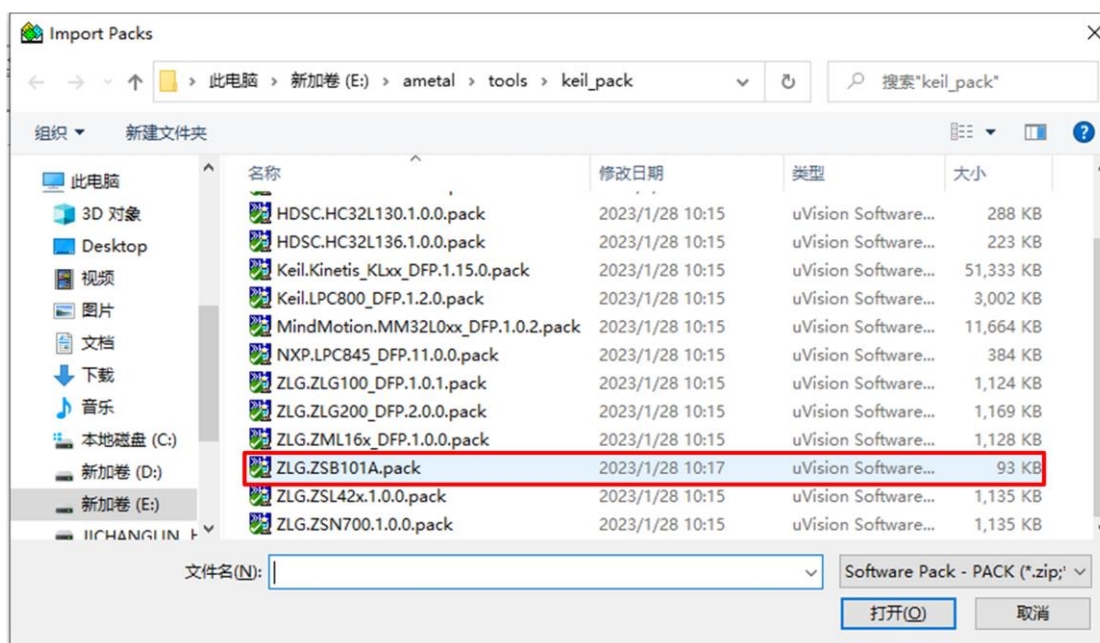 Import Packs
此电脑 > 新加卷 (E:) > ametal > tools > keil_pack
搜索"keil_pack"
组织 新建文件夹
名称 修改日期 类型 大小
HDSC.HC32L130.1.0.0.pack 2023/1/28 10:15 uVision Software... 288 KB
HDSC.HC32L136.1.0.0.pack 2023/1/28 10:15 uVision Software... 223 KB
Keil.Kinetis_KLxx_DFP.1.15.0.pack 2023/1/28 10:15 uVision Software... 51,333 KB
Keil.LPC800_DFP.1.2.0.pack 2023/1/28 10:15 uVision Software... 3,002 KB
MindMotion.MM32L0xx_DFP.1.0.2.pack 2023/1/28 10:15 uVision Software... 11,664 KB
NXP.LPC845_DFP.11.0.0.pack 2023/1/28 10:15 uVision Software... 384 KB
ZLG.ZLG100_DFP.1.0.1.pack 2023/1/28 10:15 uVision Software... 1,124 KB
ZLG.ZLG200_DFP.2.0.0.pack 2023/1/28 10:15 uVision Software... 1,169 KB
ZLG.ZML16x_DFP.1.0.0.pack 2023/1/28 10:15 uVision Software... 1,128 KB
ZLG.ZSB101A.pack 2023/1/28 10:17 uVision Software... 93 KB
ZLG.ZSL42x.1.0.0.pack 2023/1/28 10:15 uVision Software... 1,135 KB
ZLG.ZSN700.1.0.0.pack 2023/1/28 10:15 uVision Software... 1,135 KB
此电脑
3D 对象
Desktop
视频
图片
文档
下载
音乐
本地磁盘 (C:)
新加卷 (D:)
新加卷 (E:)
文件名(N):
Software Pack - PACK (*.zip;
打开(O) 取消